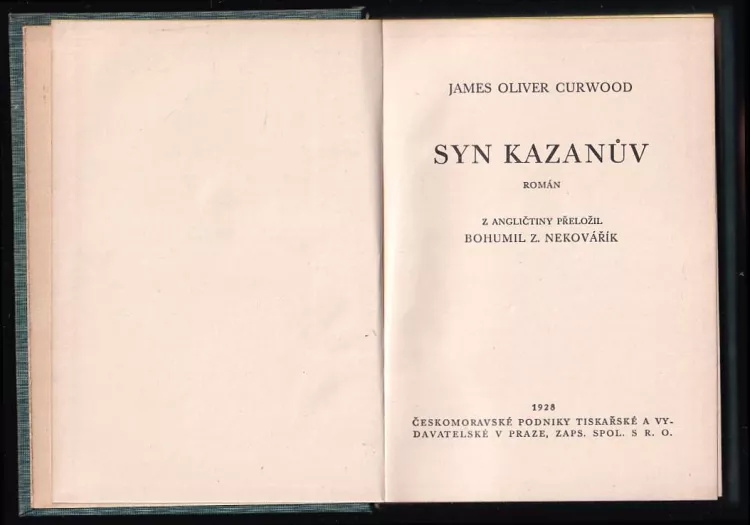 JAMES OLIVER CURWOOD
SYN KAZANŮV
ROMÁN
Z ANGLIČTINY PŘELOŽIL
BOHUMIL Z. NEKOVÁŘÍK
1928
ČESKOMORAVSKÉ PODNIKY TISKAŘSKÉ A VY-
DAVATELSKÉ V PRAZE, ZAPS. SPOL. S R. O.